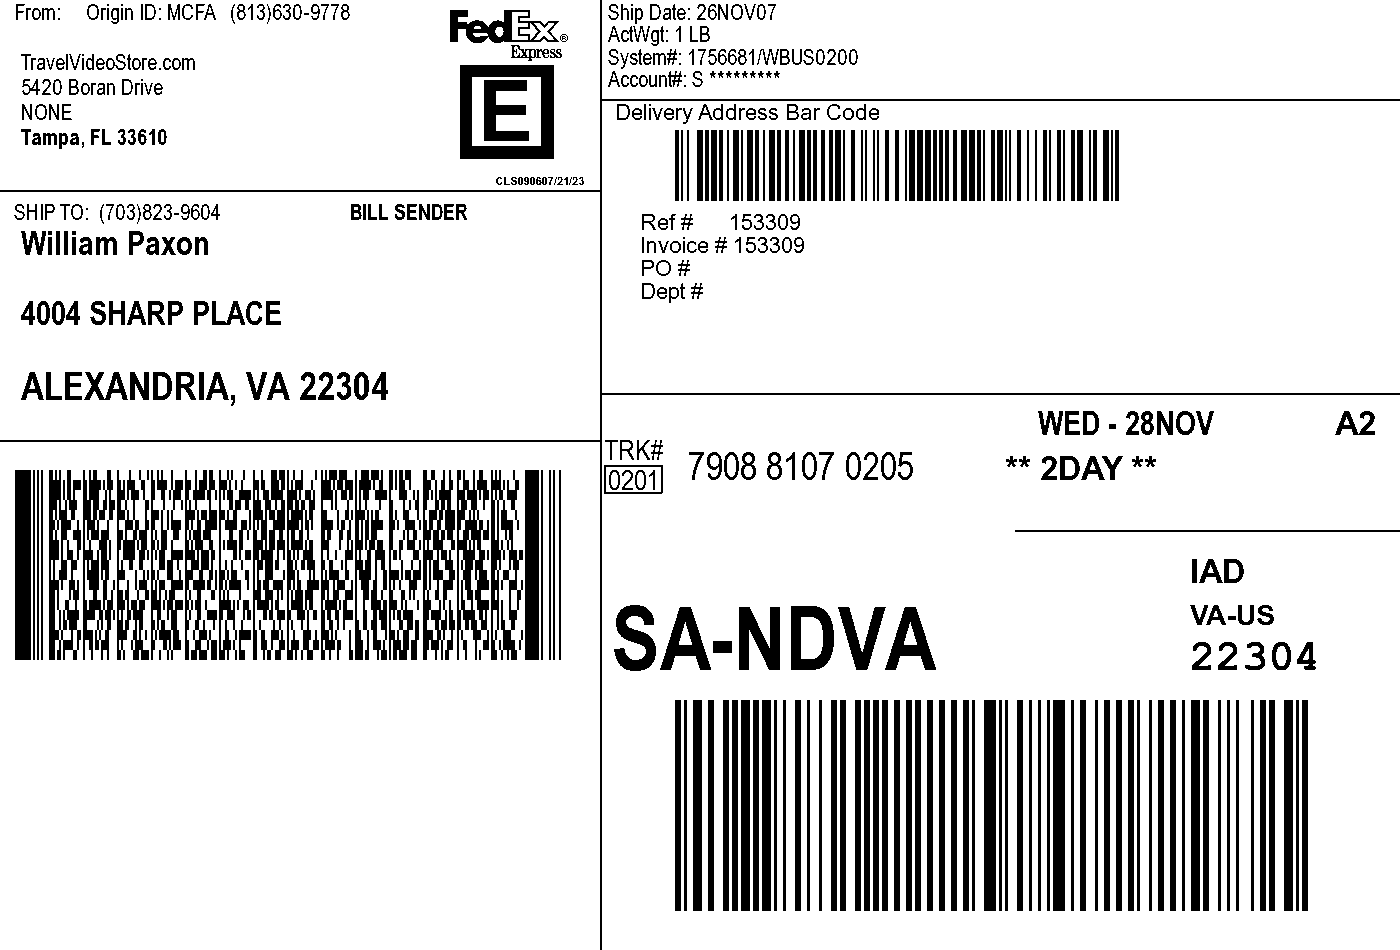 From: Origin ID: MCFA (813)630-9778
TravelVideoStore.com
5420 Boran Drive
NONE
Tampa, FL 33610
FedEx®
Express
E
CLS090607/21/23
Ship Date: 26NOV07
ActWgt: 1 LB
System#: 1756681/WBUS0200
Account#: S *********
Delivery Address Bar Code
Ref # 153309
Invoice # 153309
PO #
Dept #
SHIP TO: (703)823-9604 BILL SENDER
William Paxon
4004 SHARP PLACE
ALEXANDRIA, VA 22304
WED - 28NOV A2
TRK#
0201
7908 8107 0205
** 2DAY **
IAD
SA-NDVA
VA-US
22304